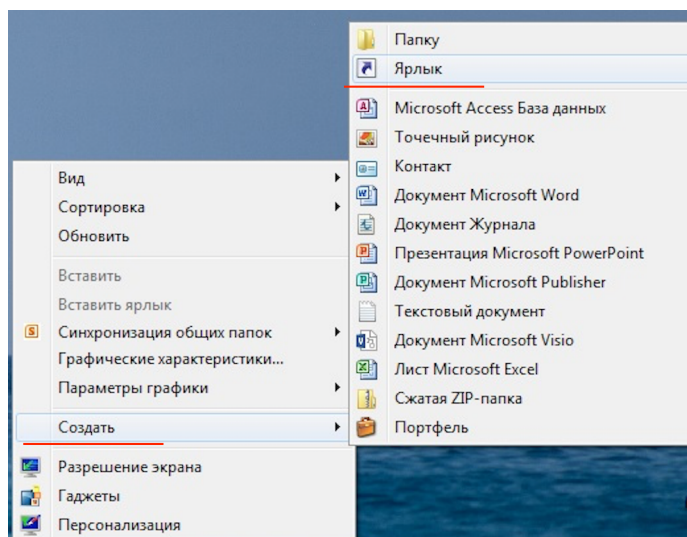 Папку
Ярлык
Microsoft Access База данных
Точечный рисунок
Контакт
Документ Microsoft Word
Документ Журнала
Презентация Microsoft PowerPoint
Документ Microsoft Publisher
Текстовый документ
Документ Microsoft Visio
Лист Microsoft Excel
Сжатая ZIP-папка
Портфель
Вид
Сортировка
Обновить
Вставить
Вставить ярлык
Синхронизация общих папок
Графические характеристики...
Параметры графики
Создать
Разрешение экрана
Гаджеты
Персонализация